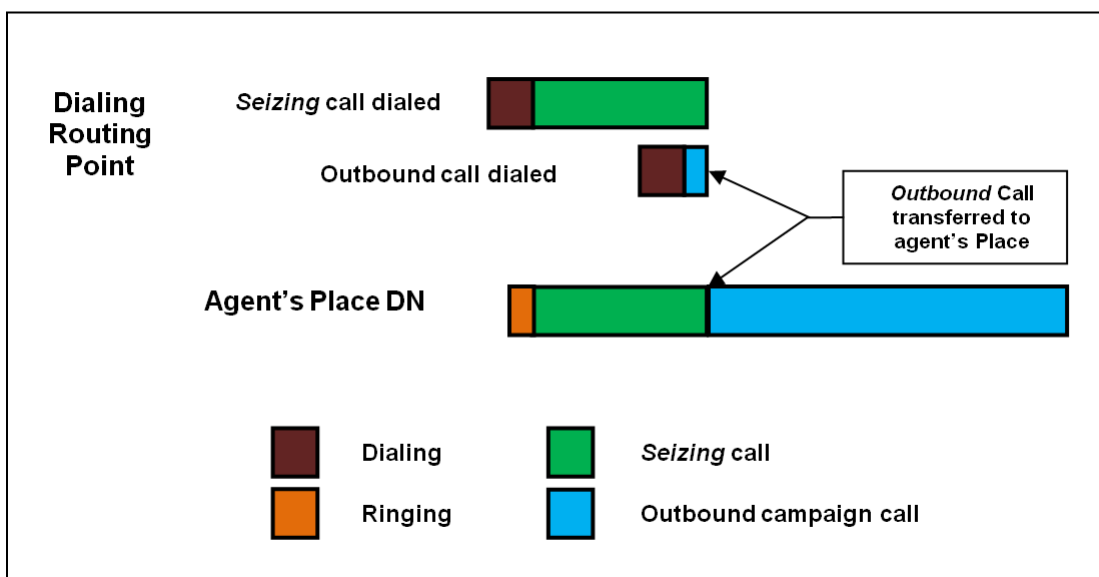 Dialing
Routing
Point
Seizing call dialed
Outbound call dialed
Outbound Call
transferred to
agent's Place
Agent's Place DN
Dialing
Seizing call
Ringing
Outbound campaign call